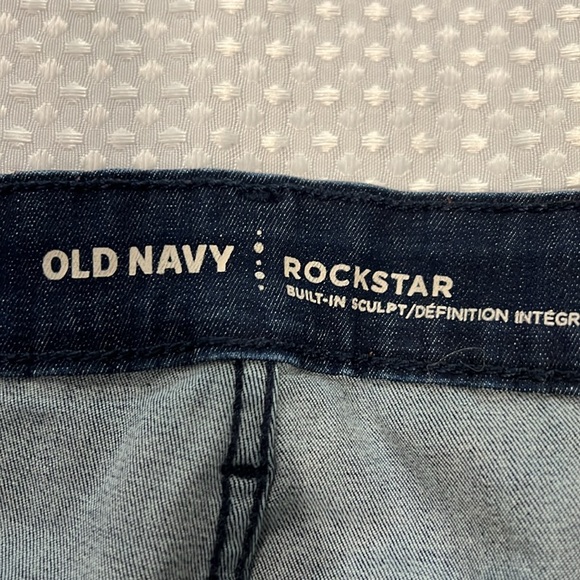 OLD NAVY
ROCKSTAR
BUILT-IN SCULPT/DÉFINITION INTÉGR